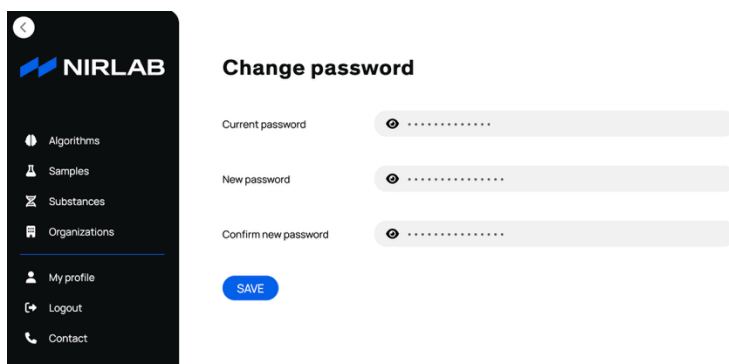 NIRLAB
Algorithms
Samples
Substances
Organizations
My profile
Logout
Contact
Change password
Current password
•••••••••••••
New password
•••••••••••••••
Confirm new password
•••••••••••••••
SAVE